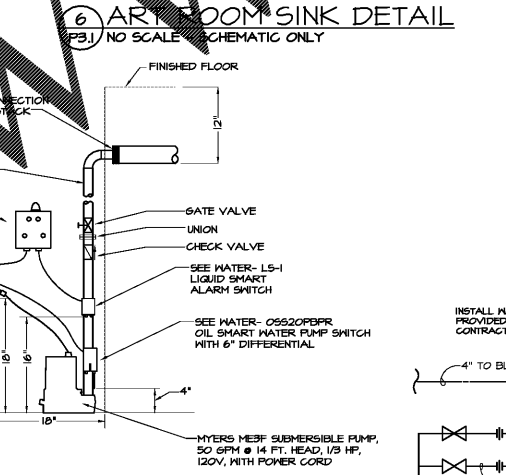 6 ART ROOM SINK DETAIL
P3.1 NO SCALE - SCHEMATIC ONLY
FINISHED FLOOR
12"
GATE VALVE
UNION
CHECK VALVE
SEE WATER- LS-1
LIQUID SMART
ALARM SWITCH
SEE WATER- OSS20PBPR
OIL SMART WATER PUMP SWITCH
WITH 6" DIFFERENTIAL
INSTALL
PROVIDED
4" TO
18"
16"
4"
18"
MYERS ME3F SUBMERSIBLE PUMP,
50 GPM @ 14 FT. HEAD, 1/3 HP,
120V, WITH POWER CORD